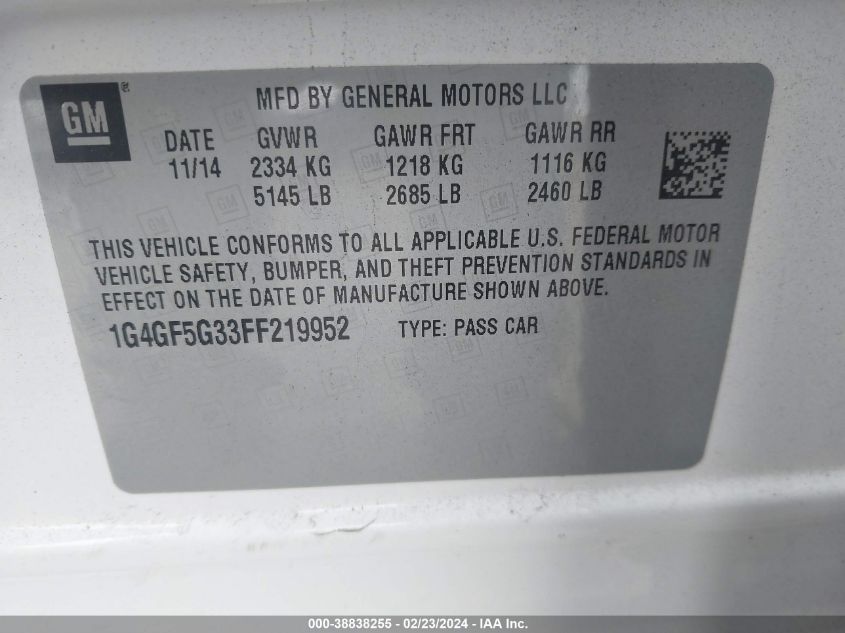 GM®
MFD BY GENERAL MOTORS LLC
DATE GVWR GAWR FRT GAWR RR
11/14 2334 KG 1218 KG 1116 KG
5145 LB 2685 LB 2460 LB
THIS VEHICLE CONFORMS TO ALL APPLICABLE U.S. FEDERAL MOTOR
VEHICLE SAFETY, BUMPER, AND THEFT PREVENTION STANDARDS IN
EFFECT ON THE DATE OF MANUFACTURE SHOWN ABOVE.
1G4GF5G33FF219952 TYPE: PASS CAR
000-38838255 - 02/23/2024 - IAA Inc.